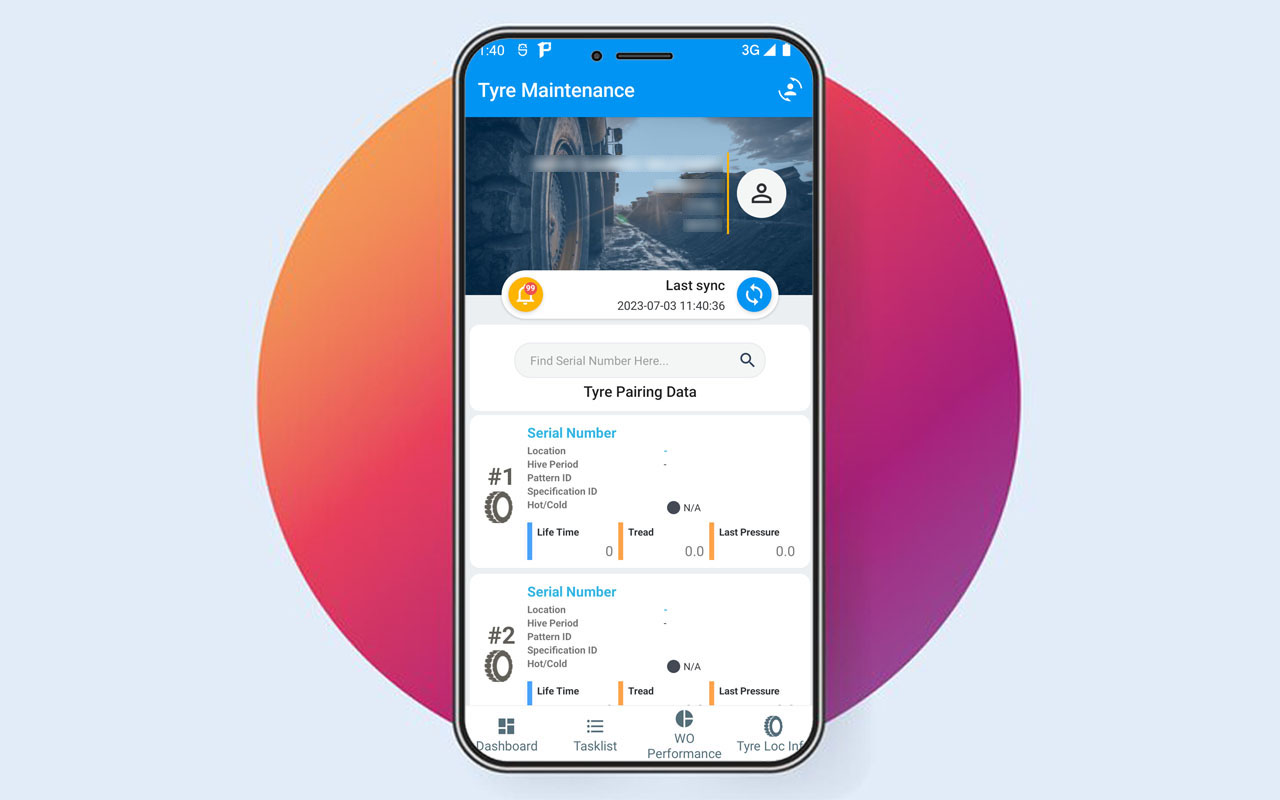 1:40 3G
Tyre Maintenance
99
Last sync
2023-07-03 11:40:36
Find Serial Number Here...
Tyre Pairing Data
Serial Number
Location -
Hive Period -
Pattern ID
Specification ID
Hot/Cold N/A
#1
Life Time Tread Last Pressure
0 0.0 0.0
Serial Number
Location -
Hive Period -
Pattern ID
Specification ID
Hot/Cold N/A
#2
Life Time Tread Last Pressure
Dashboard Tasklist WO Performance Tyre Loc Inf